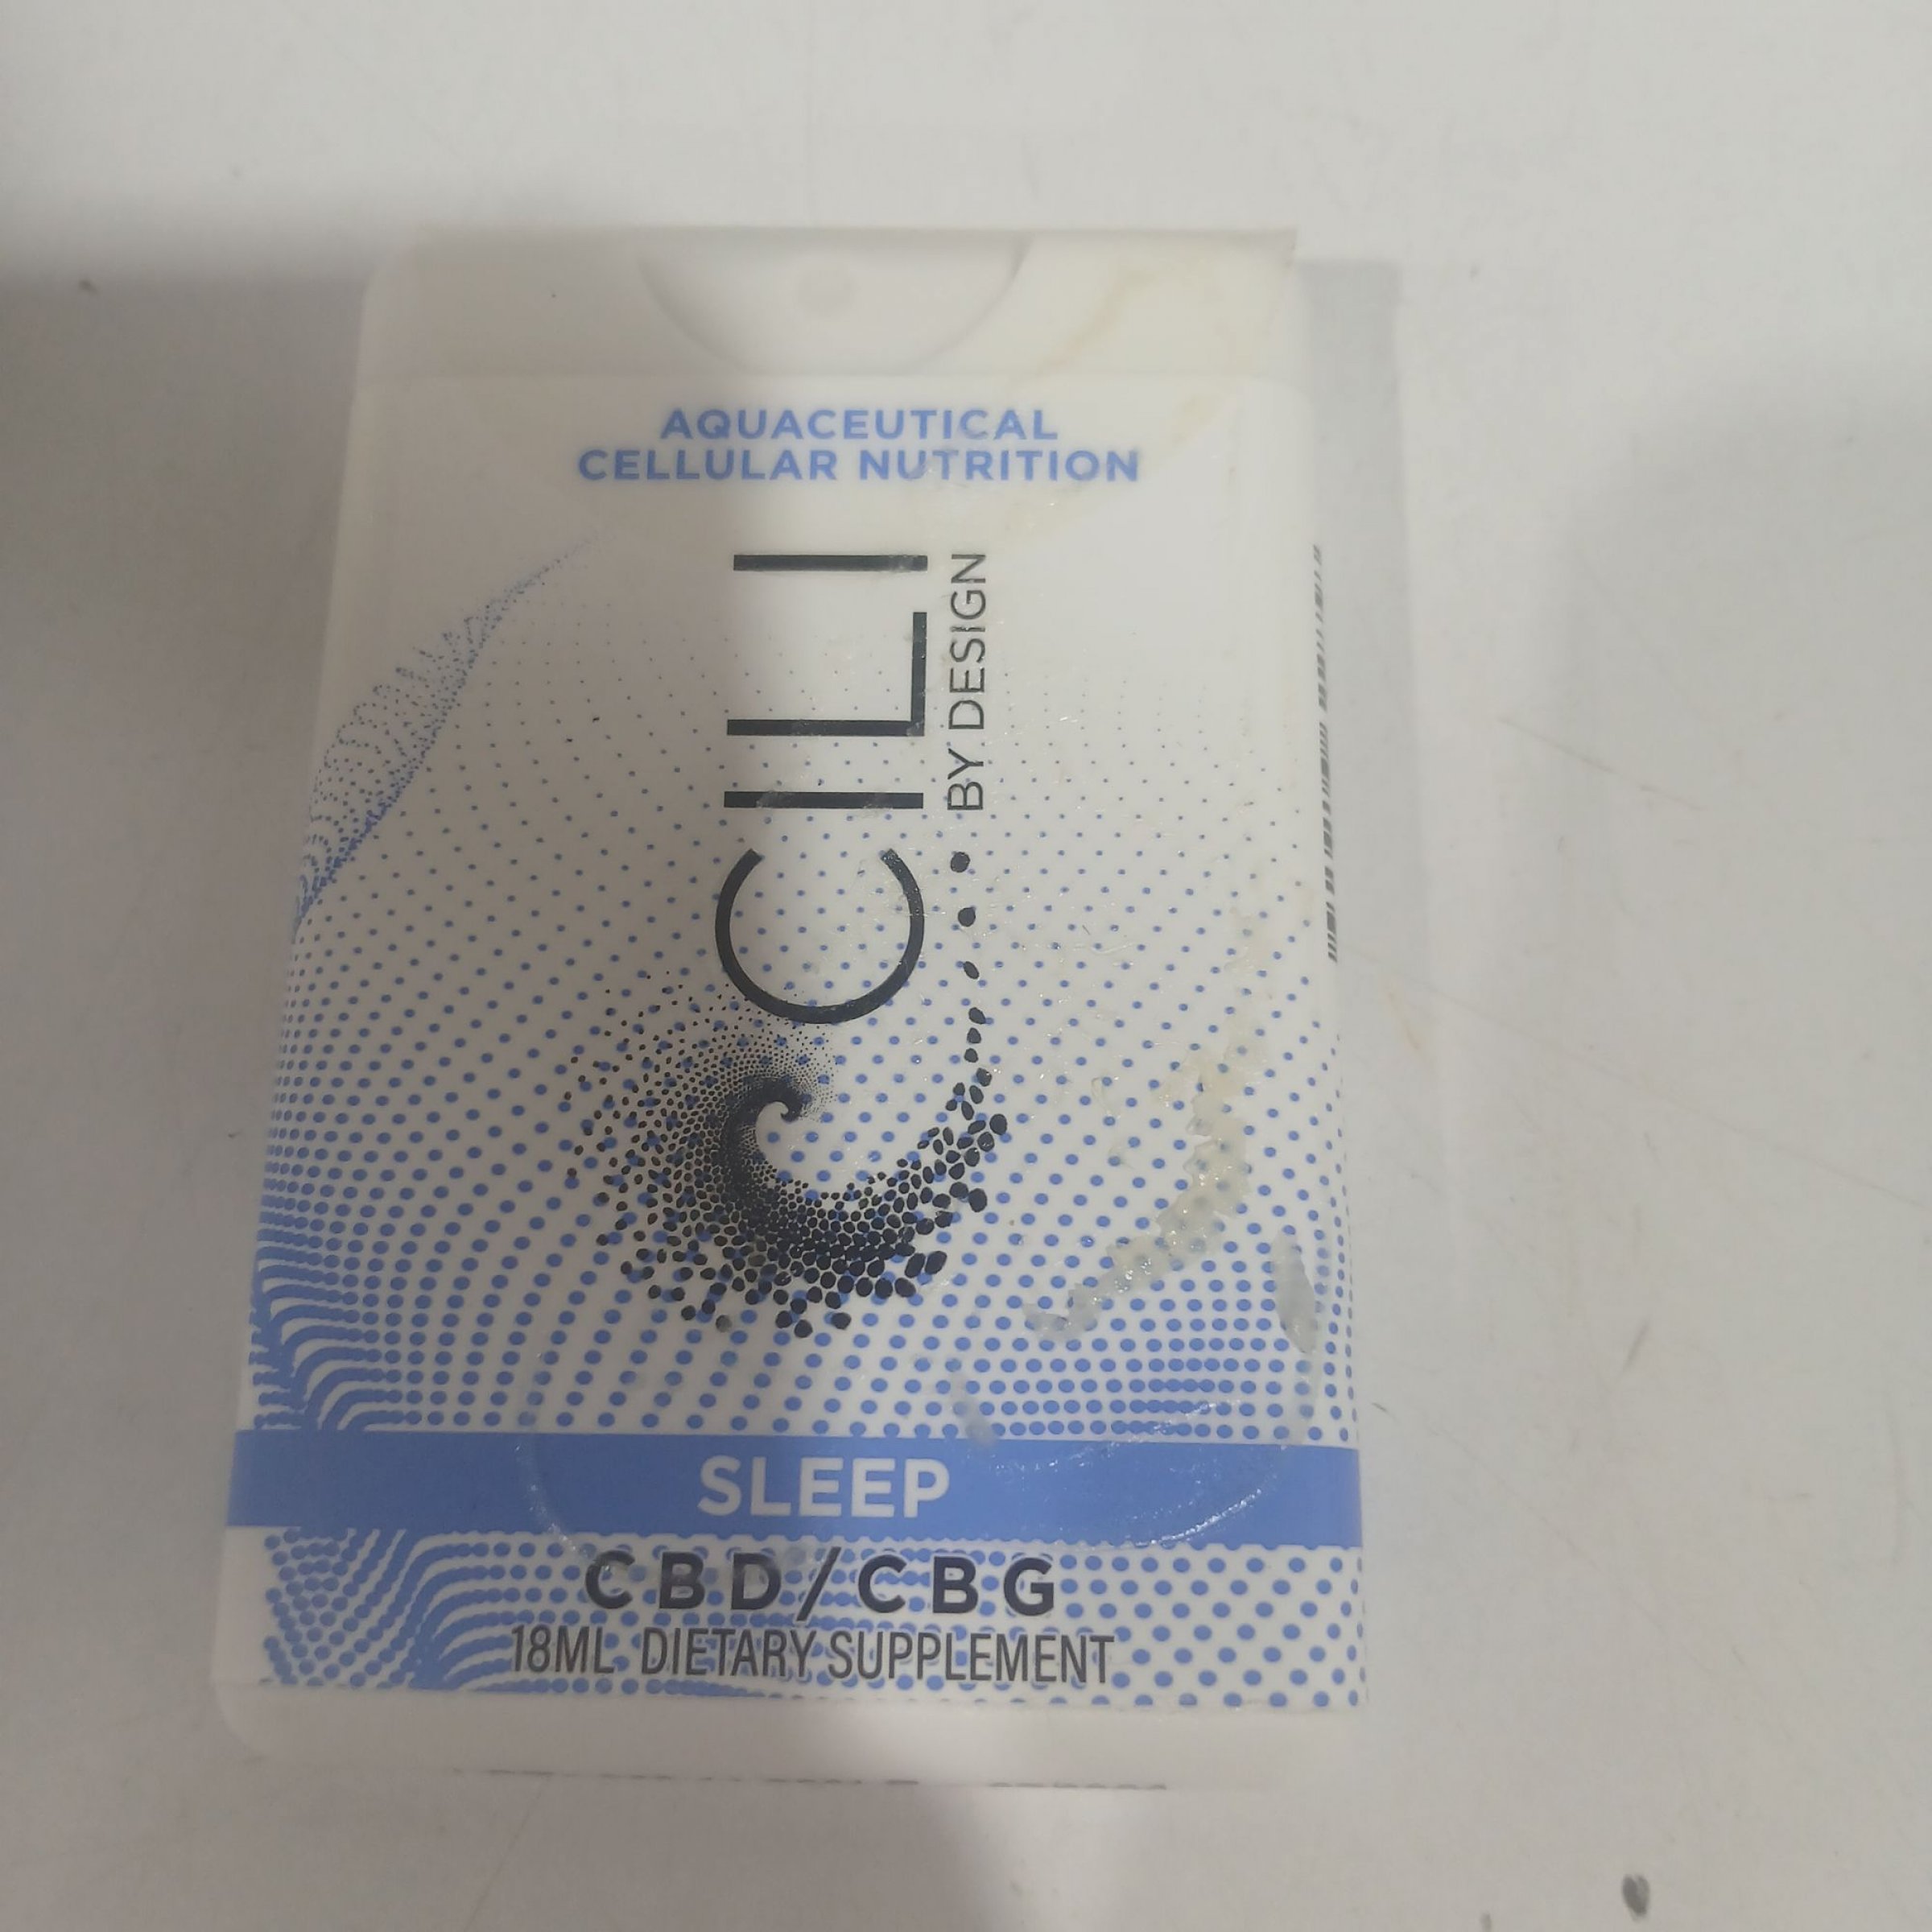 AQUACEUTICAL
CELLULAR NUTRITION
CILI
BY DESIGN
SLEEP
CBD/CBG
18ML DIETARY SUPPLEMENT